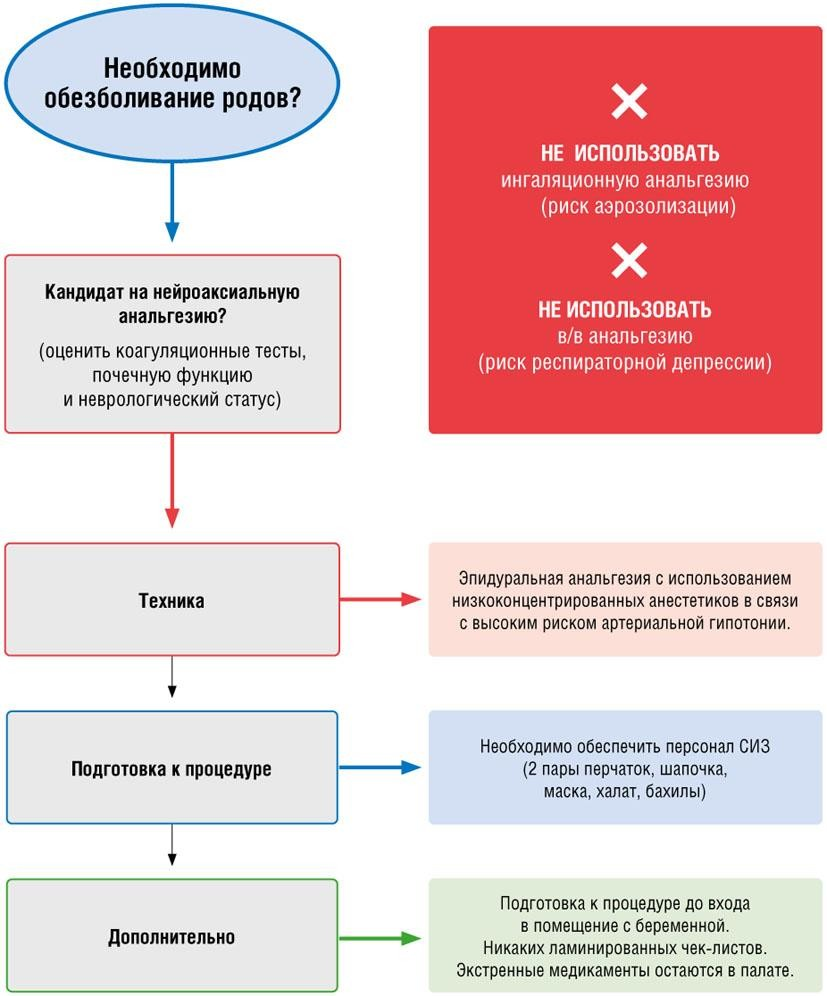 Необходимо
обезболивание родов?
НЕ ИСПОЛЬЗОВАТЬ
ингаляционную анальгезию
(риск аэрозолизации)
НЕ ИСПОЛЬЗОВАТЬ
в/в анальгезию
(риск респираторной депрессии)
Кандидат на нейроаксиальную
анальгезию?
(оценить коагуляционные тесты,
почечную функцию
и неврологический статус)
Техника
Эпидуральная анальгезия с использованием
низкоконцентрированных анестетиков в связи
с высоким риском артериальной гипотонии.
Подготовка к процедуре
Необходимо обеспечить персонал СИЗ
(2 пары перчаток, шапочка,
маска, халат, бахилы)
Дополнительно
Подготовка к процедуре до входа
в помещение с беременной.
Никаких ламинированных чек-листов.
Экстренные медикаменты остаются в палате.